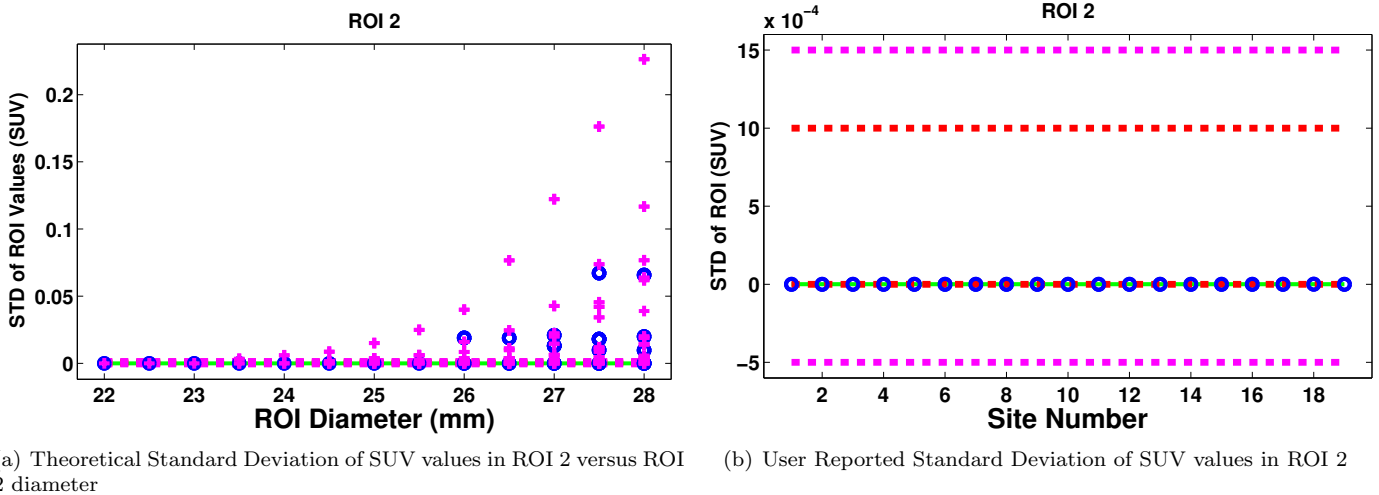 ROI 2
STD of ROI Values (SUV)
0.2
0.15
0.1
0.05
0
22 23 24 25 26 27 28
ROI Diameter (mm)
a) Theoretical Standard Deviation of SUV values in ROI 2 versus ROI
2 diameter
ROI 2
x 10⁻⁴
STD of ROI (SUV)
15
10
5
0
−5
2 4 6 8 10 12 14 16 18
Site Number
(b) User Reported Standard Deviation of SUV values in ROI 2